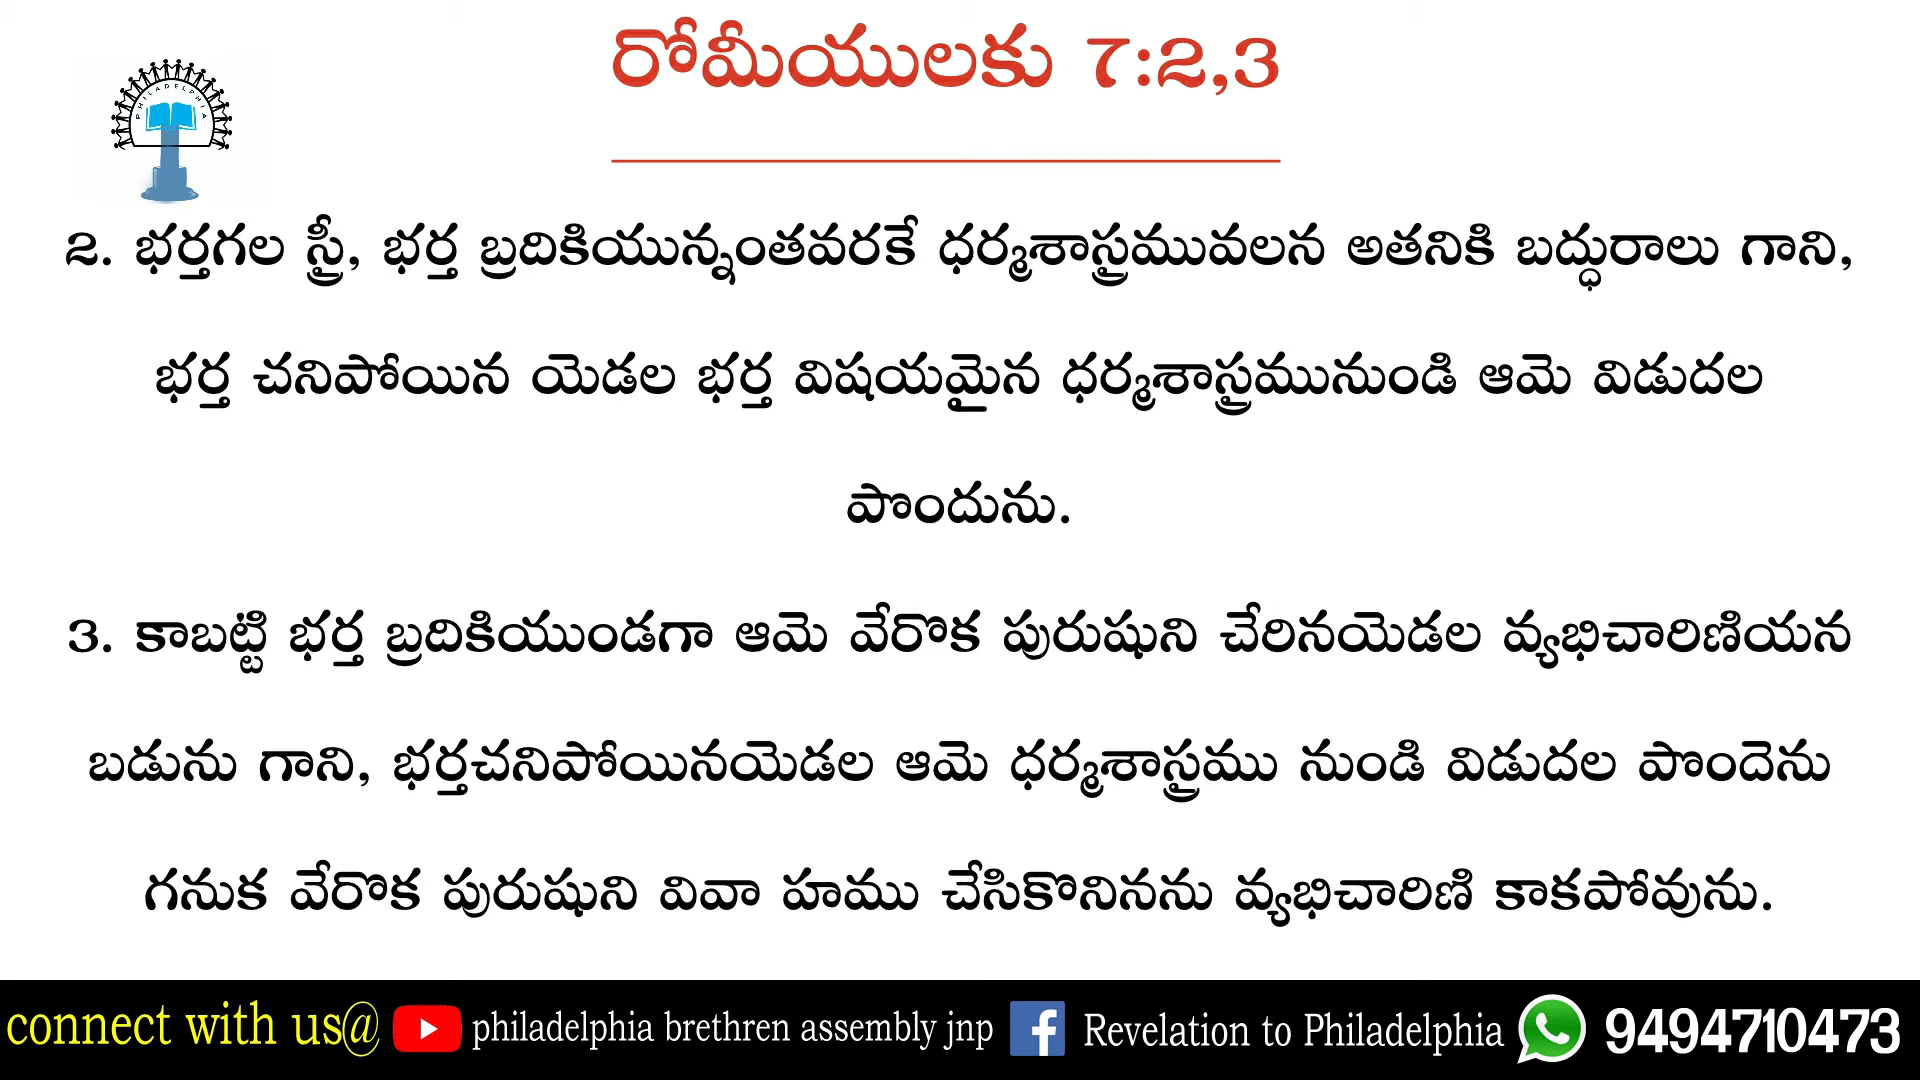 రోమీయులకు 7:2,3
PHILADELPHIA
2. భర్తగల స్త్రీ, భర్త బ్రదికియున్నంతవరకే ధర్మశాస్త్రమువలన అతనికి బద్ధురాలు గాని,
భర్త చనిపోయిన యెడల భర్త విషయమైన ధర్మశాస్త్రమునుండి ఆమె విడుదల
పొందును.
3. కాబట్టి భర్త బ్రదికియుండగా ఆమె వేరొక పురుషుని చేరినయెడల వ్యభిచారిణియన
బడును గాని, భర్తచనిపోయినయెడల ఆమె ధర్మశాస్త్రము నుండి విడుదల పొందెను
గనుక వేరొక పురుషుని వివా హము చేసికొనినను వ్యభిచారిణి కాకపోవును.
connect with us@ philadelphia brethren assembly jnp Revelation to Philadelphia 9494710473